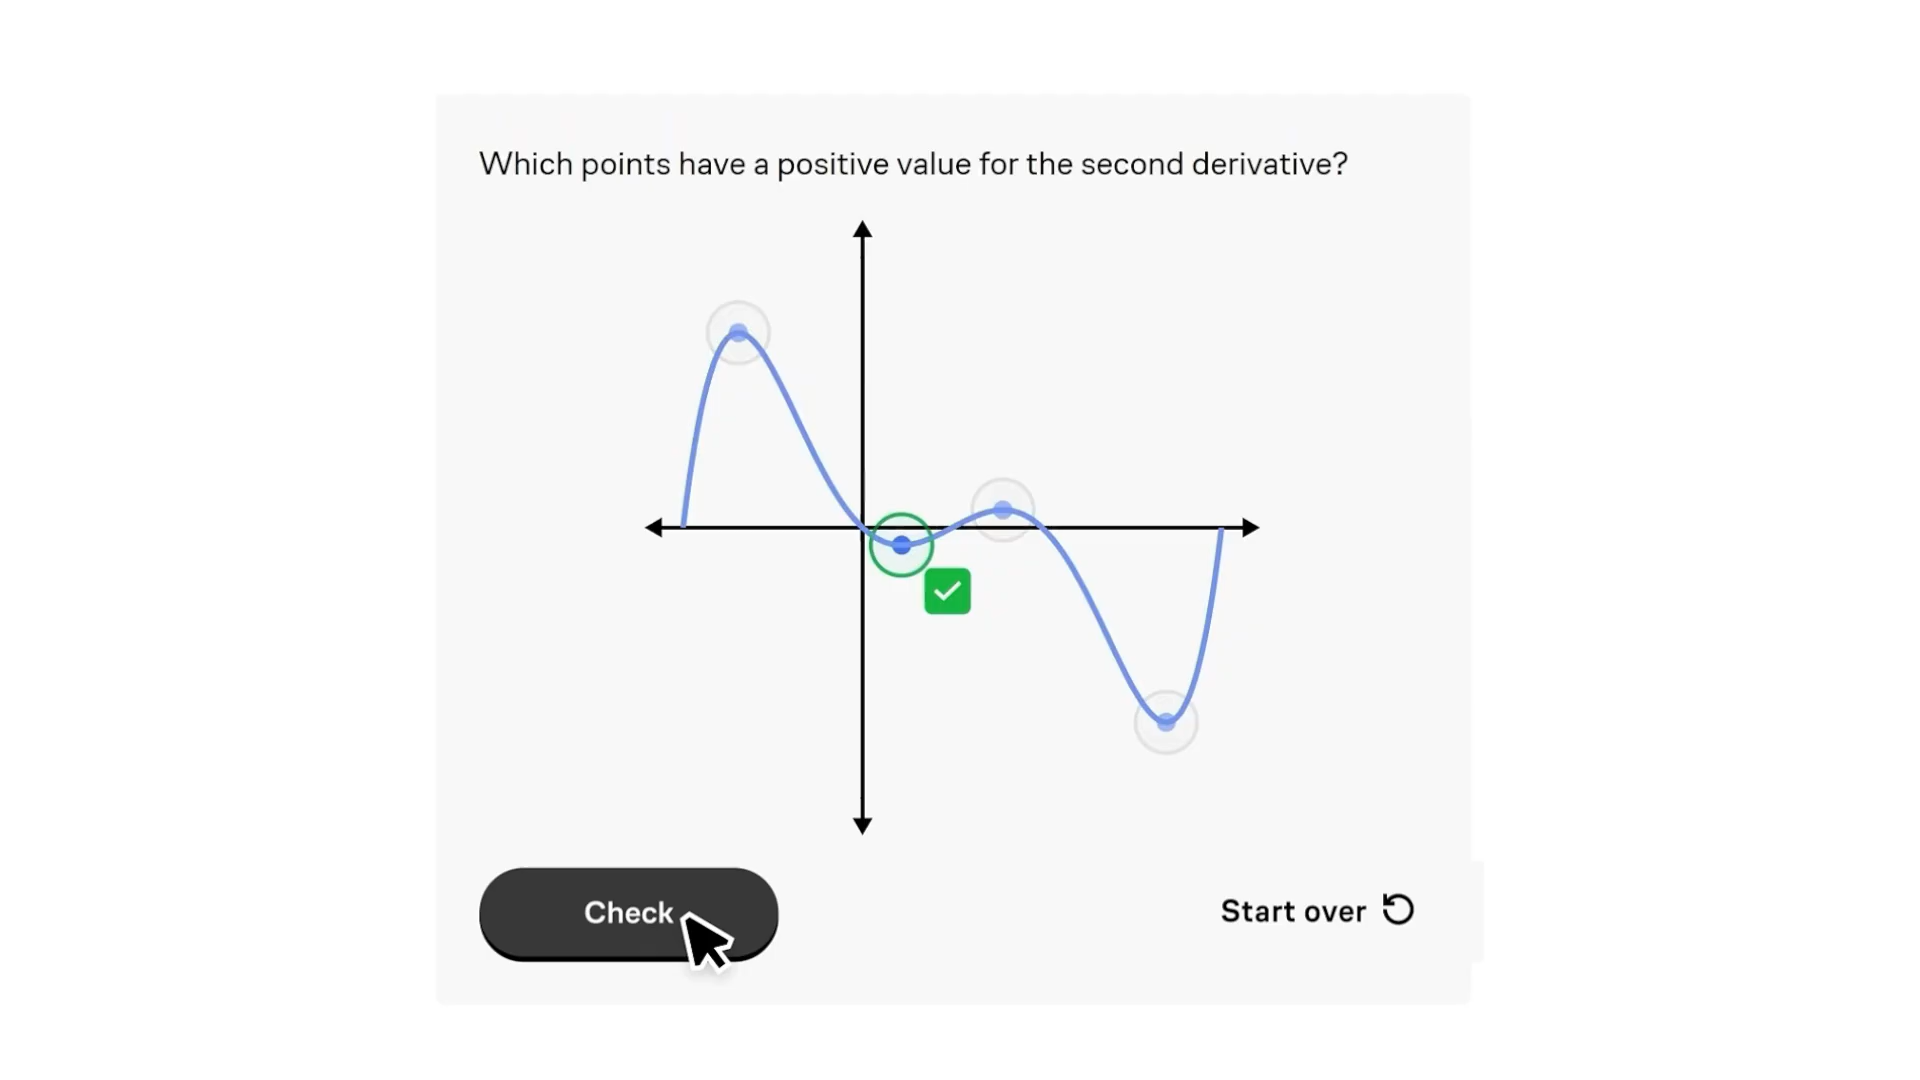 Which points have a positive value for the second derivative?
Check
Start over